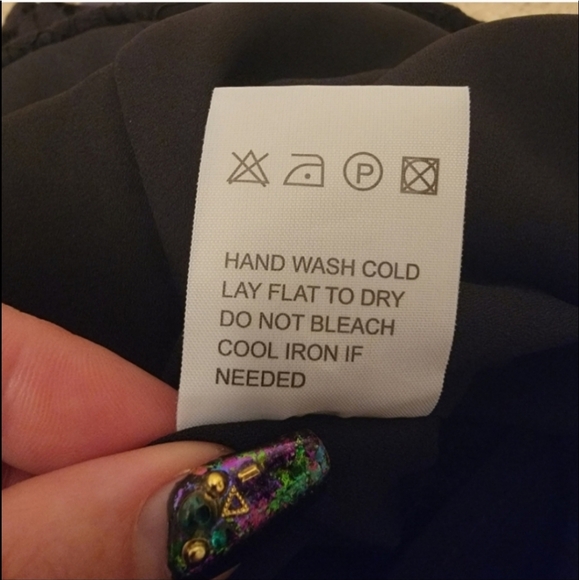 P
HAND WASH COLD
LAY FLAT TO DRY
DO NOT BLEACH
COOL IRON IF
NEEDED